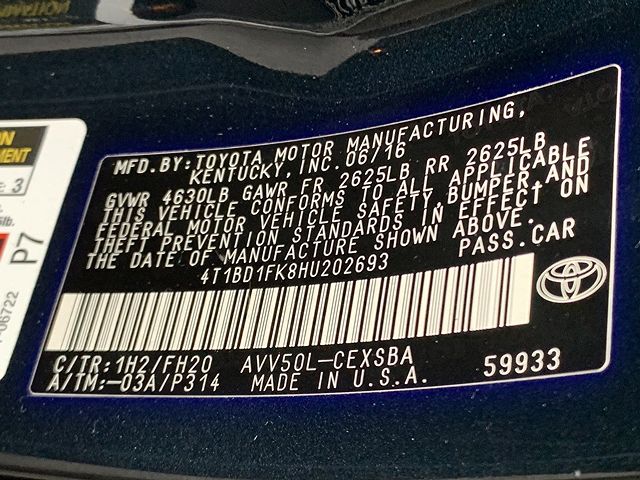 MFD.BY:TOYOTA MOTOR MANUFACTURING,
KENTUCKY, INC.06/16
GVWR 4630LB GAWR FR 2625LB RR 2625LB
THIS VEHICLE CONFORMS TO ALL APPLICABLE
FEDERAL MOTOR VEHICLE SAFETY,BUMPER,AND
THEFT PREVENTION STANDARDS IN EFFECT ON
THE DATE OF MANUFACTURE SHOWN ABOVE.
4T1BD1FK8HU202693 PASS.CAR
C/TR:1H2/FH20 AVV50L-CEXSBA
A/TM:-03A/P314 MADE IN U.S.A. 59933
3
P7
06722